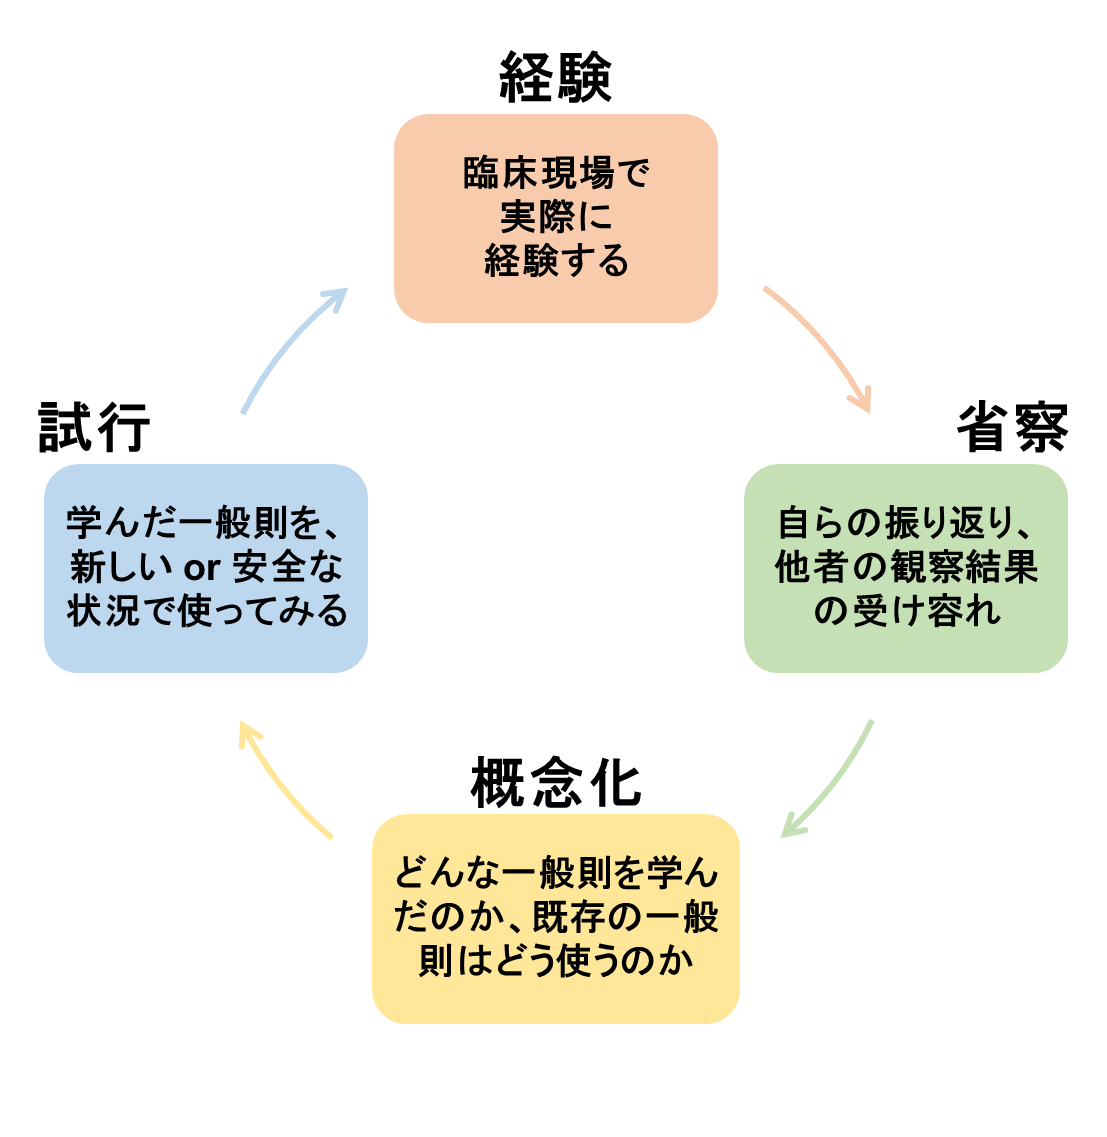 経験
臨床現場で
実際に
経験する
省察
自らの振り返り、
他者の観察結果
の受け容れ
概念化
どんな一般則を学ん
だのか、既存の一般
則はどう使うのか
試行
学んだ一般則を、
新しい or 安全な
状況で使ってみる